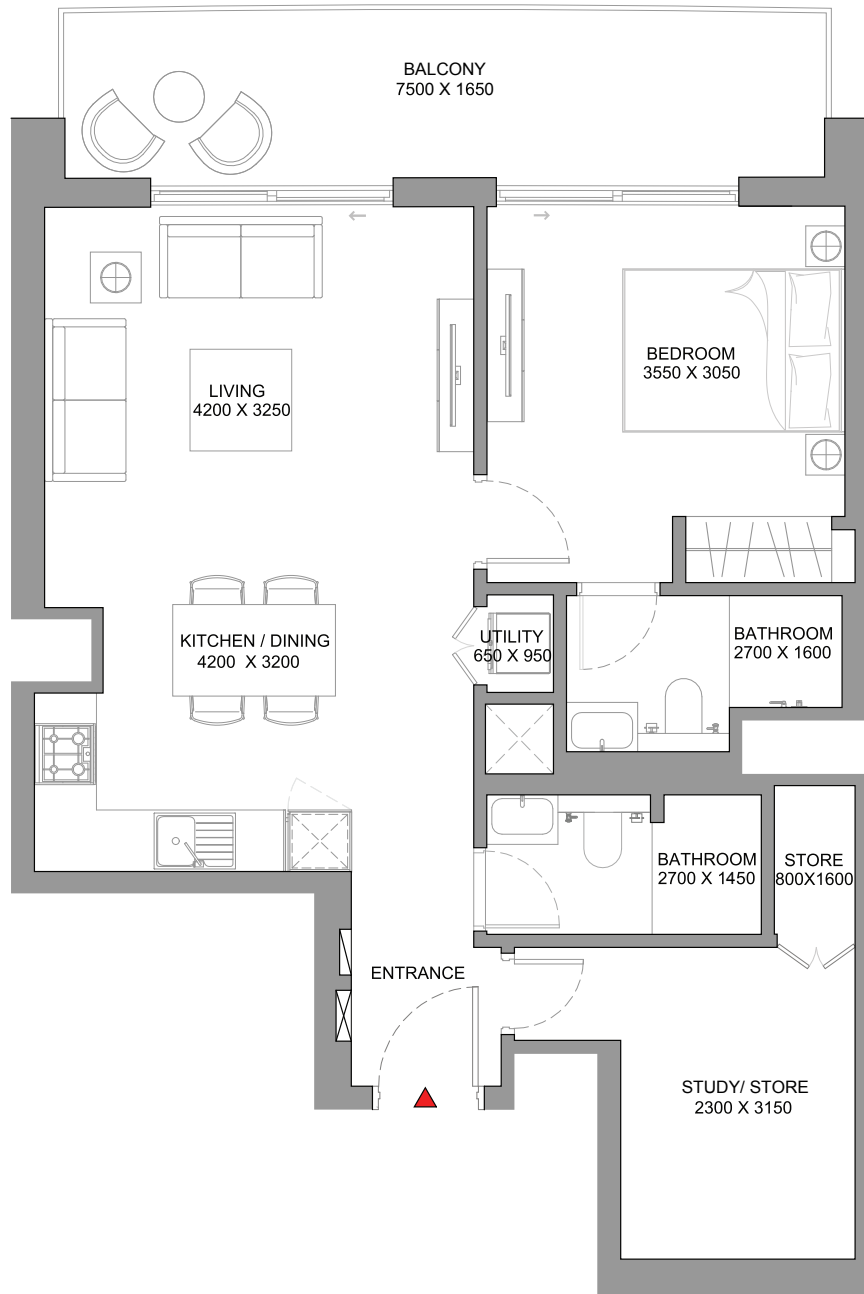 BALCONY
7500 X 1650
BEDROOM
3550 X 3050
LIVING
4200 X 3250
KITCHEN / DINING
4200 X 3200
UTILITY
650 X 950
BATHROOM
2700 X 1600
BATHROOM
2700 X 1450
STORE
800X1600
ENTRANCE
STUDY/ STORE
2300 X 3150